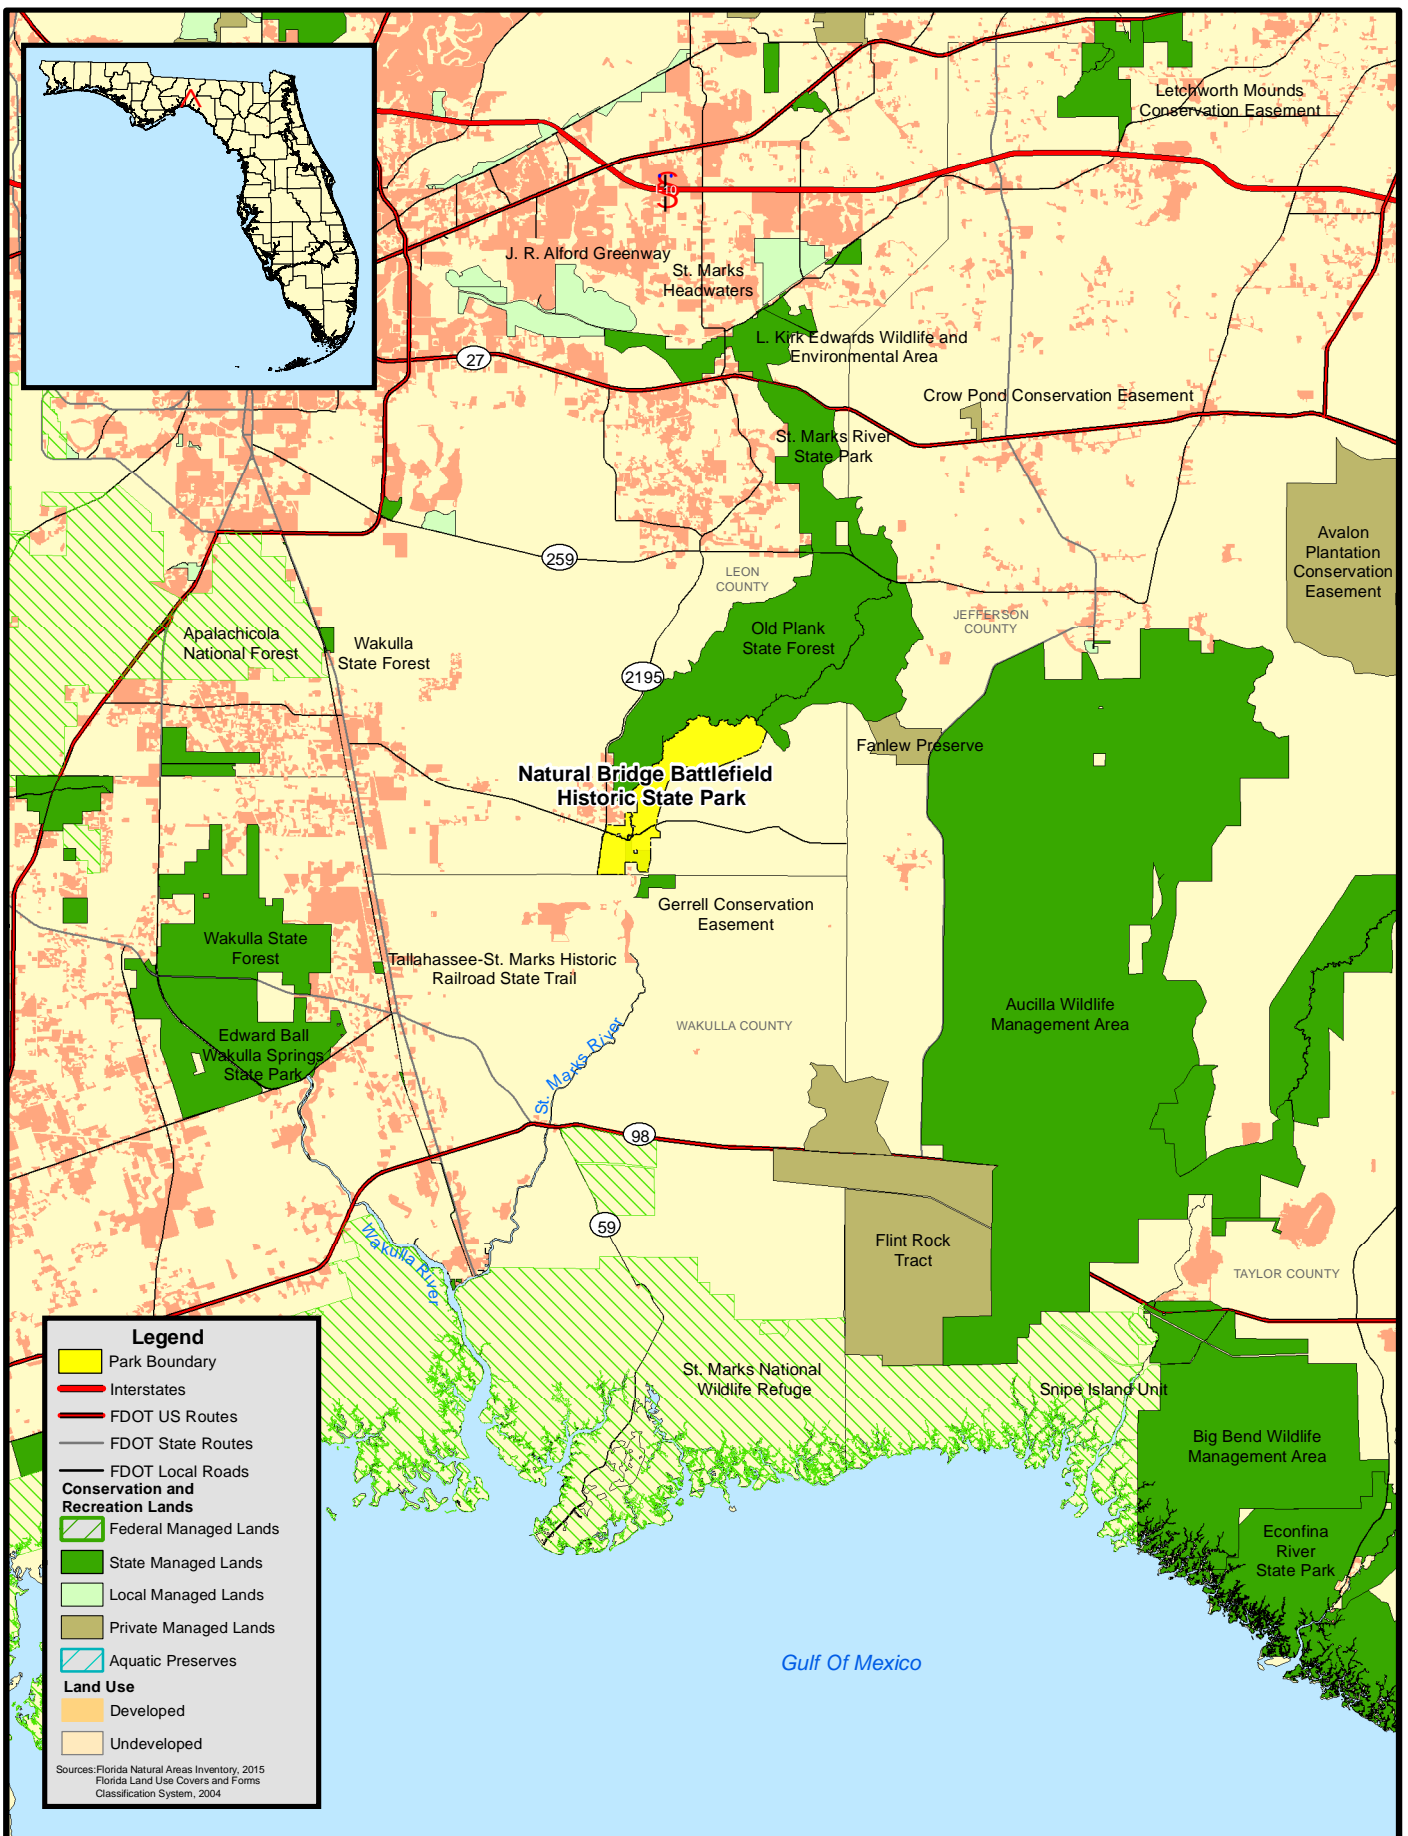 Letchworth Mounds
Conservation Easement
I-10
J. R. Alford Greenway
St. Marks
Headwaters
L. Kirk Edwards Wildlife and
Environmental Area
27
Crow Pond Conservation Easement
St. Marks River
State Park
Avalon
Plantation
Conservation
Easement
259
LEON
COUNTY
JEFFERSON
COUNTY
Apalachicola
National Forest
Wakulla
State Forest
Old Plank
State Forest
2195
Fanlew Preserve
Natural Bridge Battlefield
Historic State Park
Gerrell Conservation
Easement
Wakulla State
Forest
Tallahassee-St. Marks Historic
Railroad State Trail
Aucilla Wildlife
Management Area
WAKULLA COUNTY
Edward Ball
Wakulla Springs
State Park
St. Marks River
98
59
Wakulla River
Flint Rock
Tract
TAYLOR COUNTY
St. Marks National
Wildlife Refuge
Snipe Island Unit
Big Bend Wildlife
Management Area
Econfina
River
State Park
Gulf Of Mexico
Legend
Park Boundary
Interstates
FDOT US Routes
FDOT State Routes
FDOT Local Roads
Conservation and
Recreation Lands
Federal Managed Lands
State Managed Lands
Local Managed Lands
Private Managed Lands
Aquatic Preserves
Land Use
Developed
Undeveloped
Sources:Florida Natural Areas Inventory, 2015
Florida Land Use Covers and Forms
Classification System, 2004